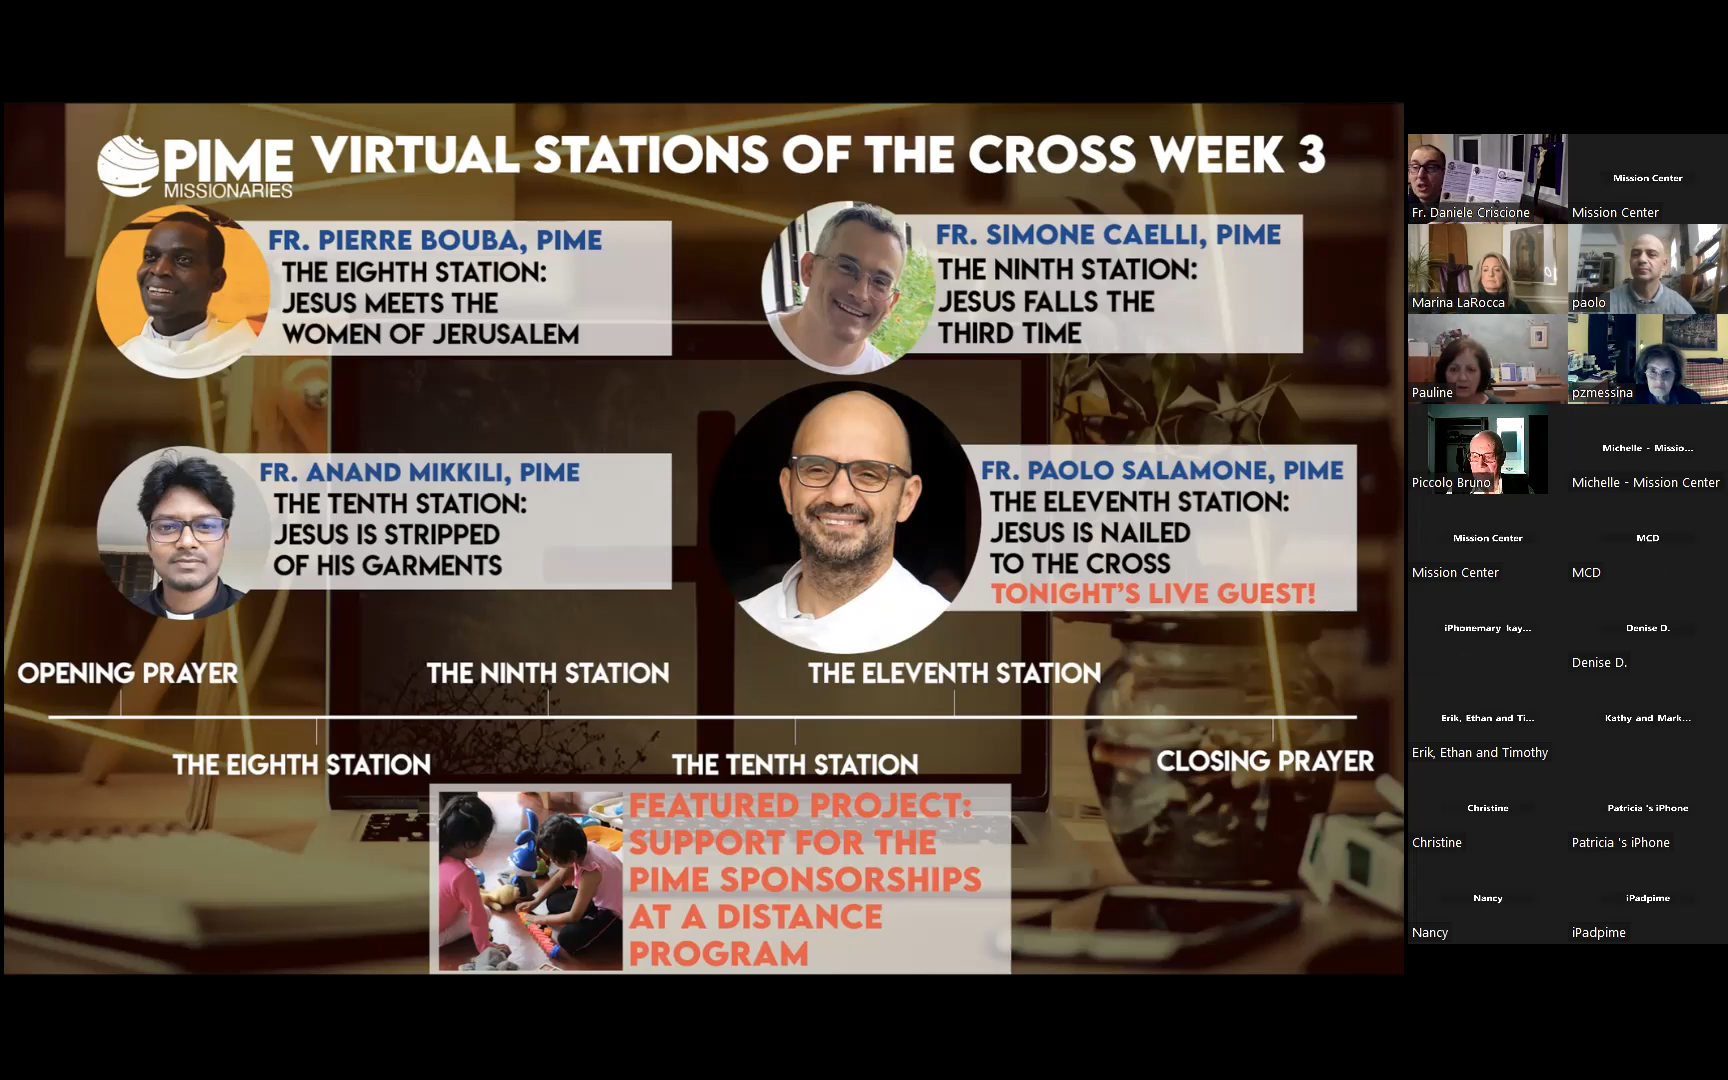 PIME
MISSIONARIES
VIRTUAL STATIONS OF THE CROSS WEEK 3
FR. PIERRE BOUBA, PIME
THE EIGHTH STATION:
JESUS MEETS THE
WOMEN OF JERUSALEM
FR. SIMONE CAELLI, PIME
THE NINTH STATION:
JESUS FALLS THE
THIRD TIME
FR. ANAND MIKKILI, PIME
THE TENTH STATION:
JESUS IS STRIPPED
OF HIS GARMENTS
FR. PAOLO SALAMONE, PIME
THE ELEVENTH STATION:
JESUS IS NAILED
TO THE CROSS
TONIGHT'S LIVE GUEST!
OPENING PRAYER
THE NINTH STATION
THE ELEVENTH STATION
THE EIGHTH STATION
THE TENTH STATION
CLOSING PRAYER
FEATURED PROJECT:
SUPPORT FOR THE
PIME SPONSORSHIPS
AT A DISTANCE
PROGRAM
Fr. Daniele Criscione
Mission Center
Mission Center
Marina LaRocca
paolo
Pauline
pzmessina
Piccolo Bruno
Michelle - Missio...
Michelle - Mission Center
Mission Center
Mission Center
MCD
MCD
iPhonemary kay...
Denise D.
Denise D.
Erik, Ethan and Ti...
Erik, Ethan and Timothy
Kathy and Mark...
Christine
Christine
Patricia 's iPhone
Patricia 's iPhone
Nancy
Nancy
iPadpime
iPadpime